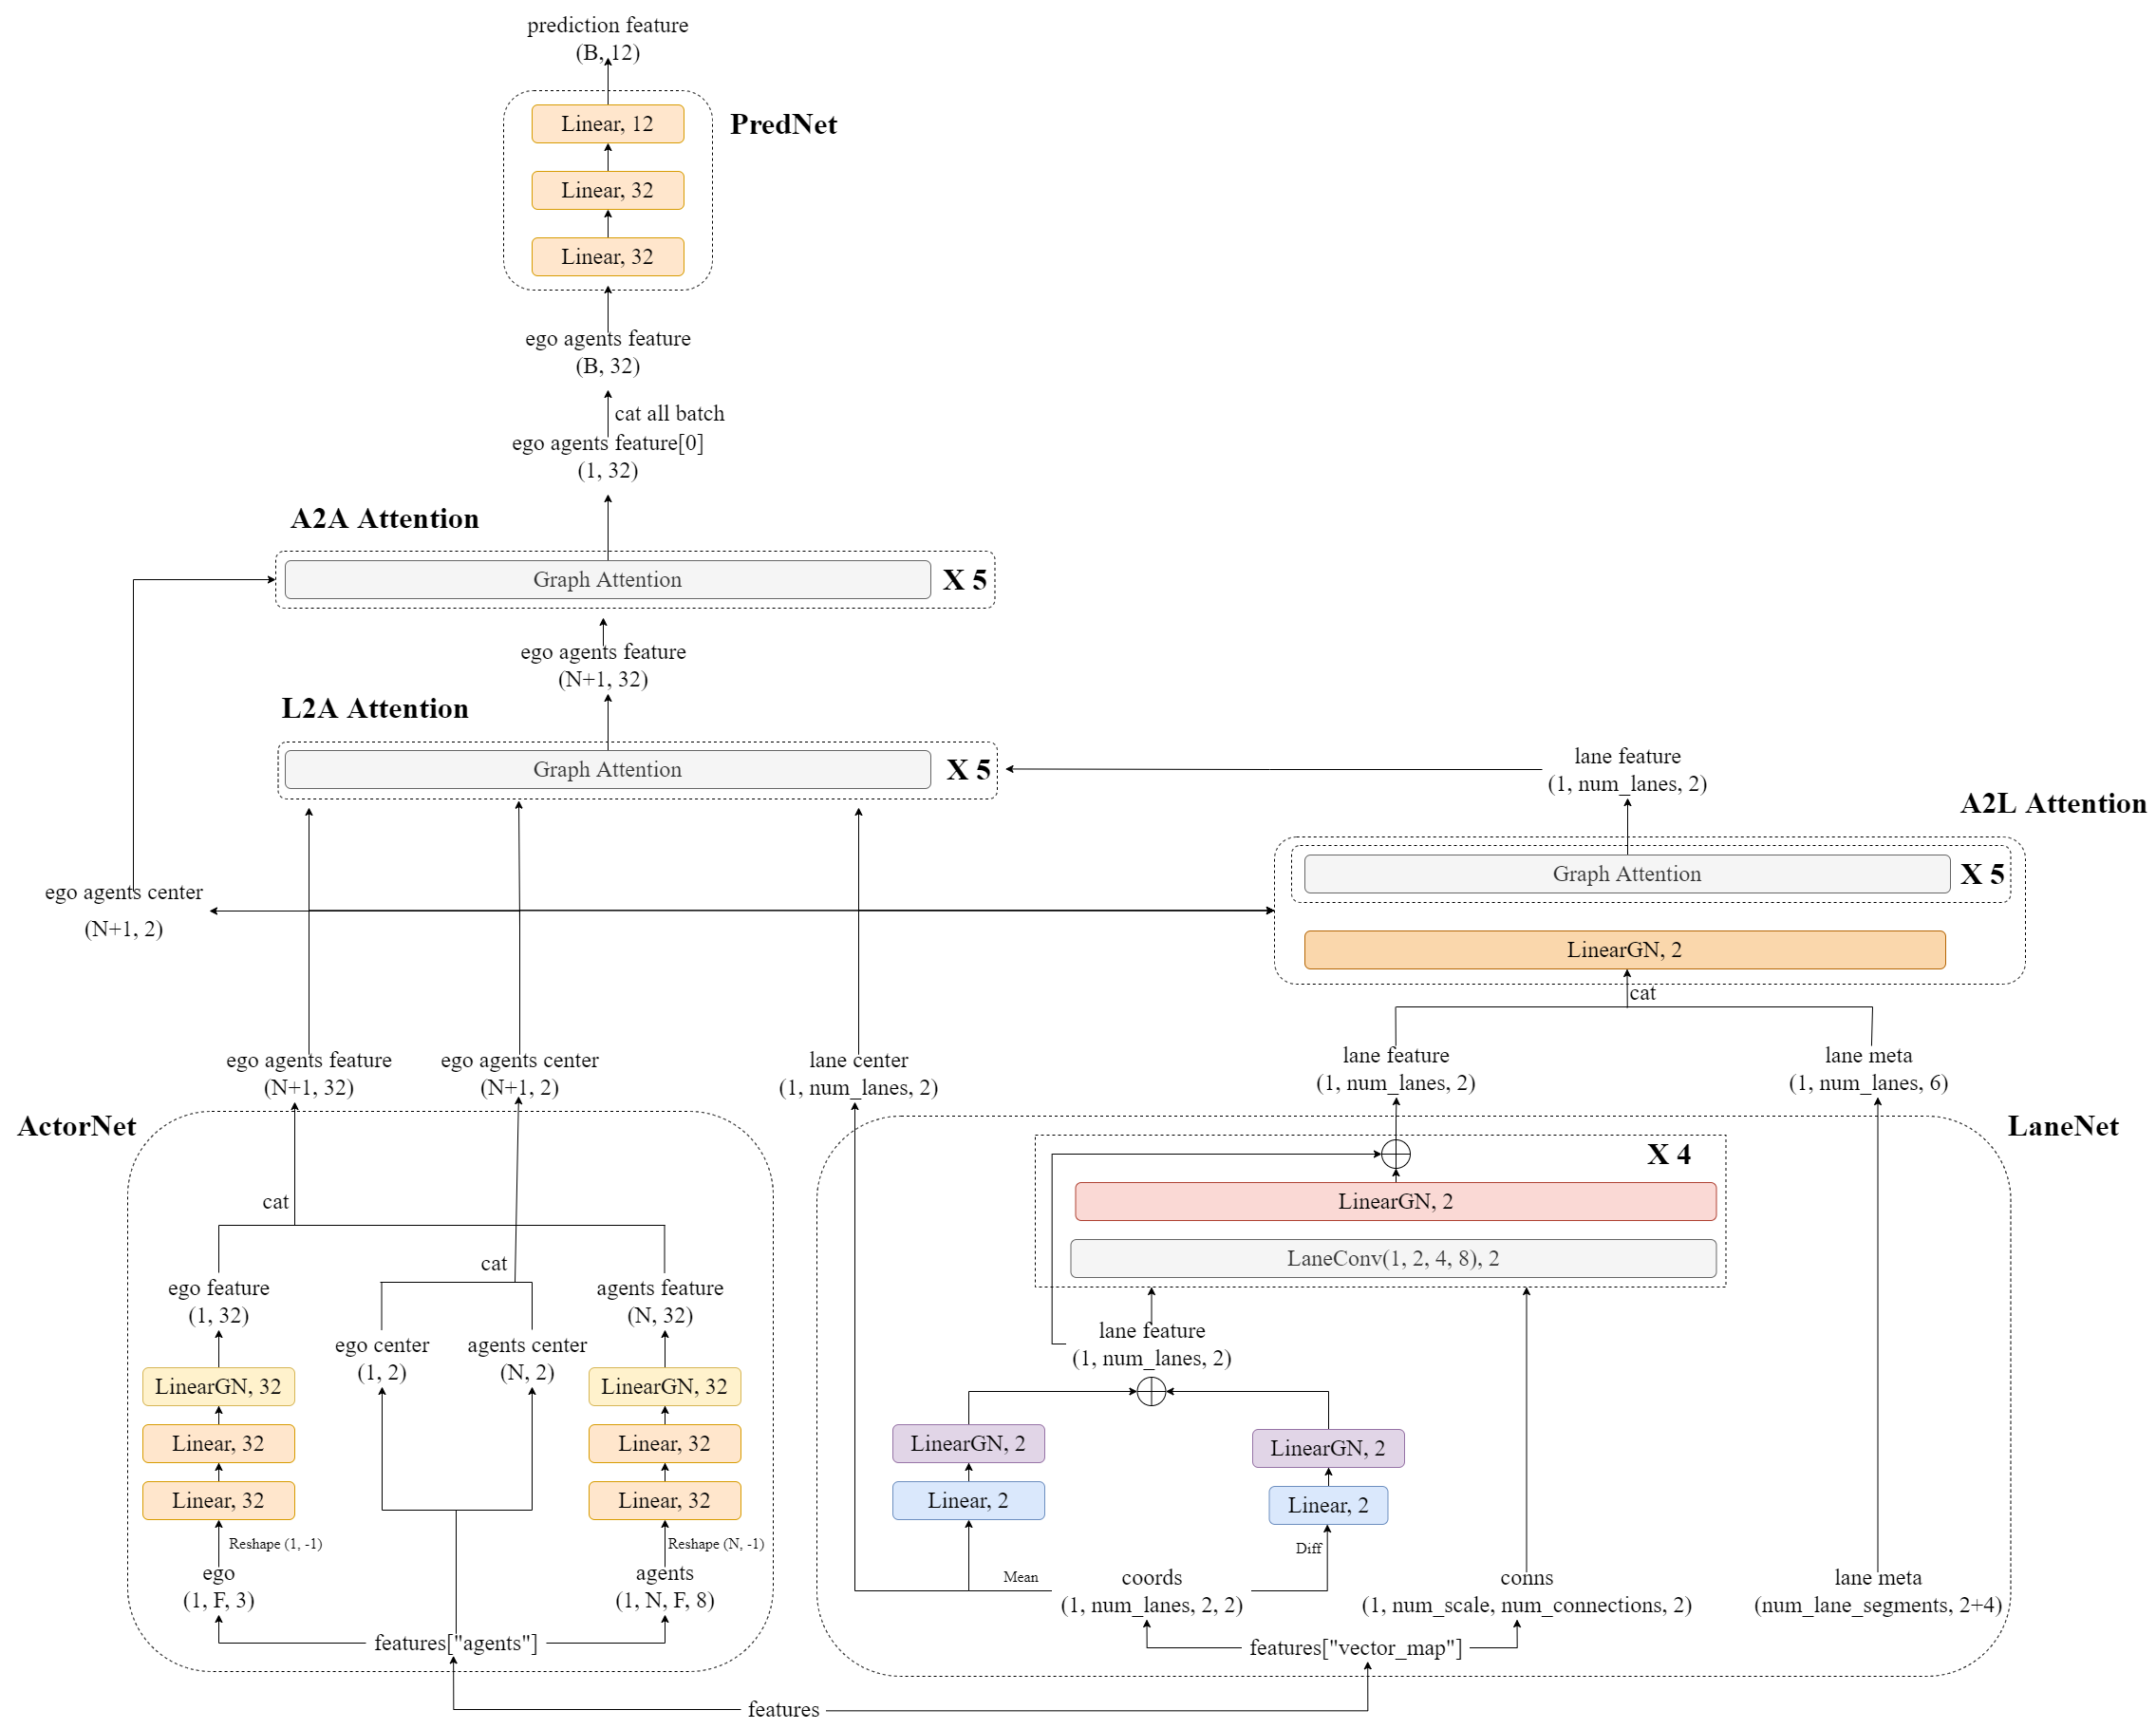 prediction feature
(B, 12)
Linear, 12
PredNet
Linear, 32
Linear, 32
ego agents feature
(B, 32)
cat all batch
ego agents feature[0]
(1, 32)
A2A Attention
Graph Attention
X 5
ego agents feature
(N+1, 32)
L2A Attention
Graph Attention
X 5
lane feature
(1, num_lanes, 2)
A2L Attention
Graph Attention
X 5
ego agents center
(N+1, 2)
LinearGN, 2
cat
ego agents feature
(N+1, 32)
ego agents center
(N+1, 2)
lane center
(1, num_lanes, 2)
lane feature
(1, num_lanes, 2)
lane meta
(1, num_lanes, 6)
ActorNet
cat
cat
ego feature
(1, 32)
agents feature
(N, 32)
ego center
(1, 2)
agents center
(N, 2)
LinearGN, 32
LinearGN, 32
Linear, 32
Linear, 32
Linear, 32
Linear, 32
Reshape (1, -1)
Reshape (N, -1)
ego
(1, F, 3)
agents
(1, N, F, 8)
features["agents"]
LaneNet
X 4
LinearGN, 2
LaneConv(1, 2, 4, 8), 2
lane feature
(1, num_lanes, 2)
LinearGN, 2
LinearGN, 2
Linear, 2
Linear, 2
Diff
Mean
coords
(1, num_lanes, 2, 2)
conns
(1, num_scale, num_connections, 2)
lane meta
(num_lane_segments, 2+4)
features["vector_map"]
features